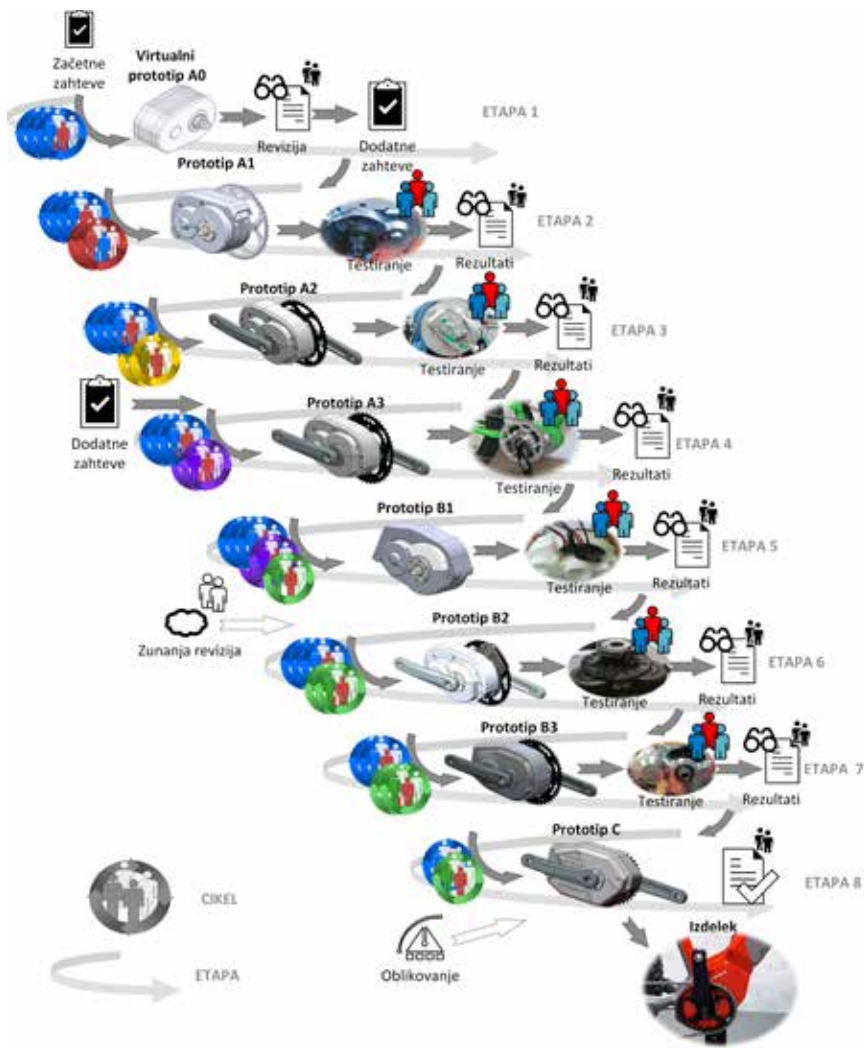 Začetne
zahteve
Virtualni
prototip A0
Revizija
Dodatne
zahteve
ETAPA 1
Prototip A1
Testiranje
Rezultati
ETAPA 2
Prototip A2
Testiranje
Rezultati
ETAPA 3
Dodatne
zahteve
Prototip A3
Testiranje
Rezultati
ETAPA 4
Prototip B1
Testiranje
Rezultati
ETAPA 5
Zunanja revizija
Prototip B2
Testiranje
Rezultati
ETAPA 6
Prototip B3
Testiranje
Rezultati
ETAPA 7
Prototip C
ETAPA 8
Oblikovanje
Izdelek
CIKEL
ETAPA